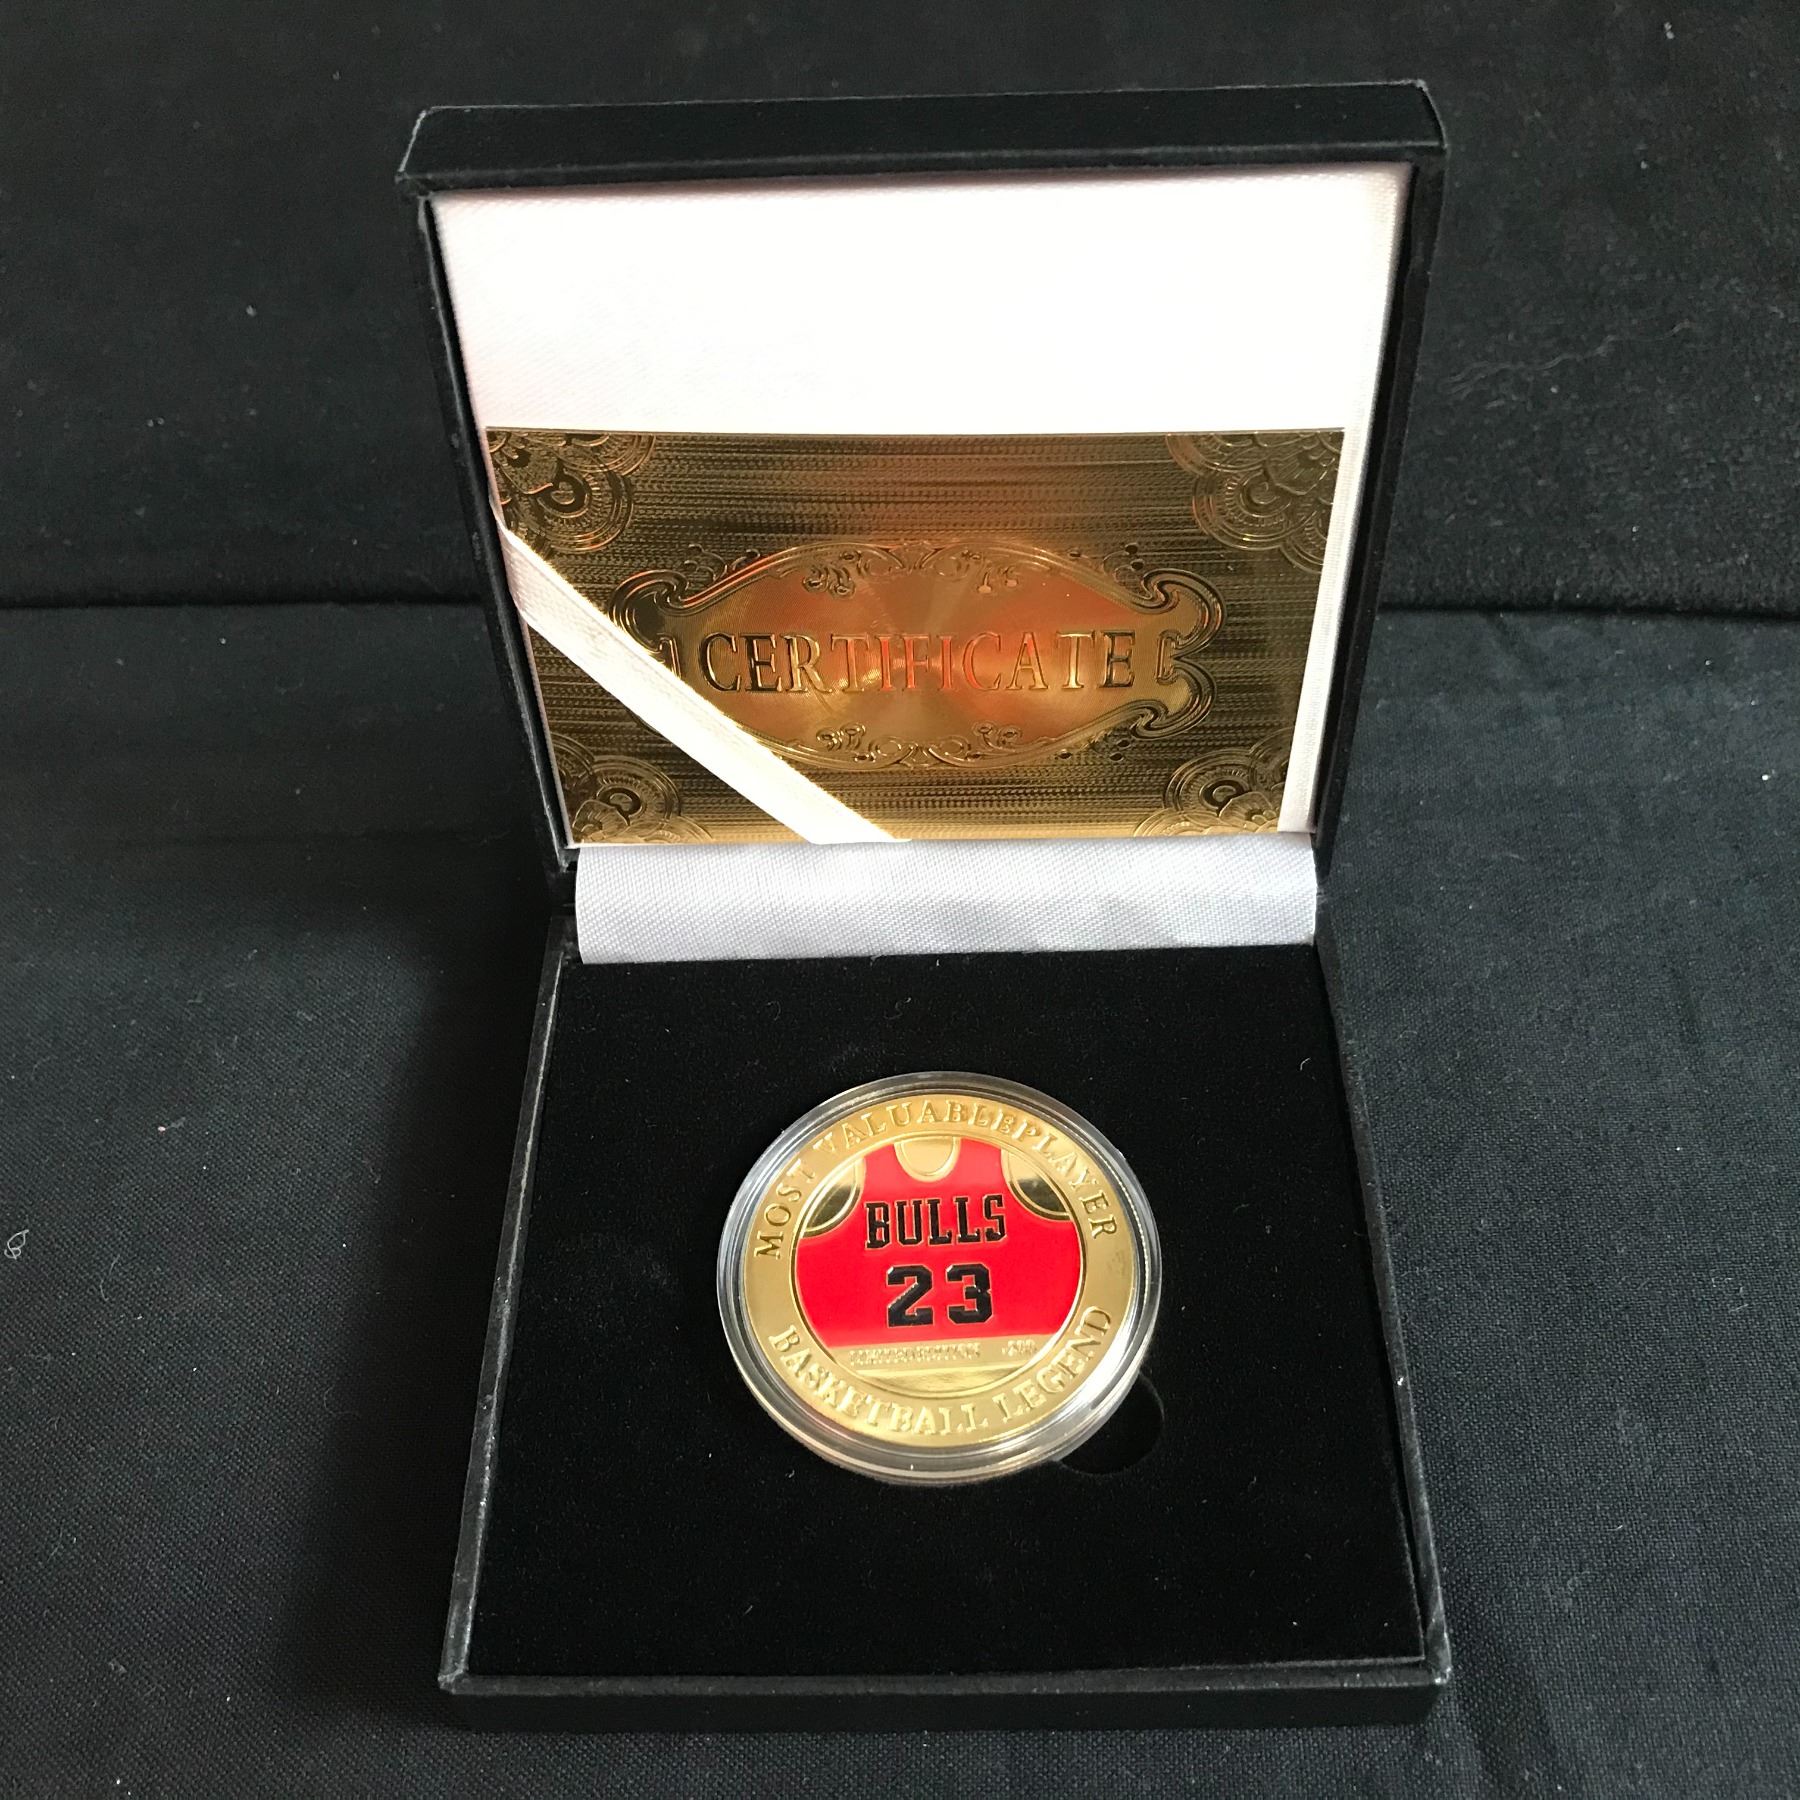 CERTIFICATE
MOST VALUABLEPLAYER
BULLS
23
BASKETBALL LEGEND